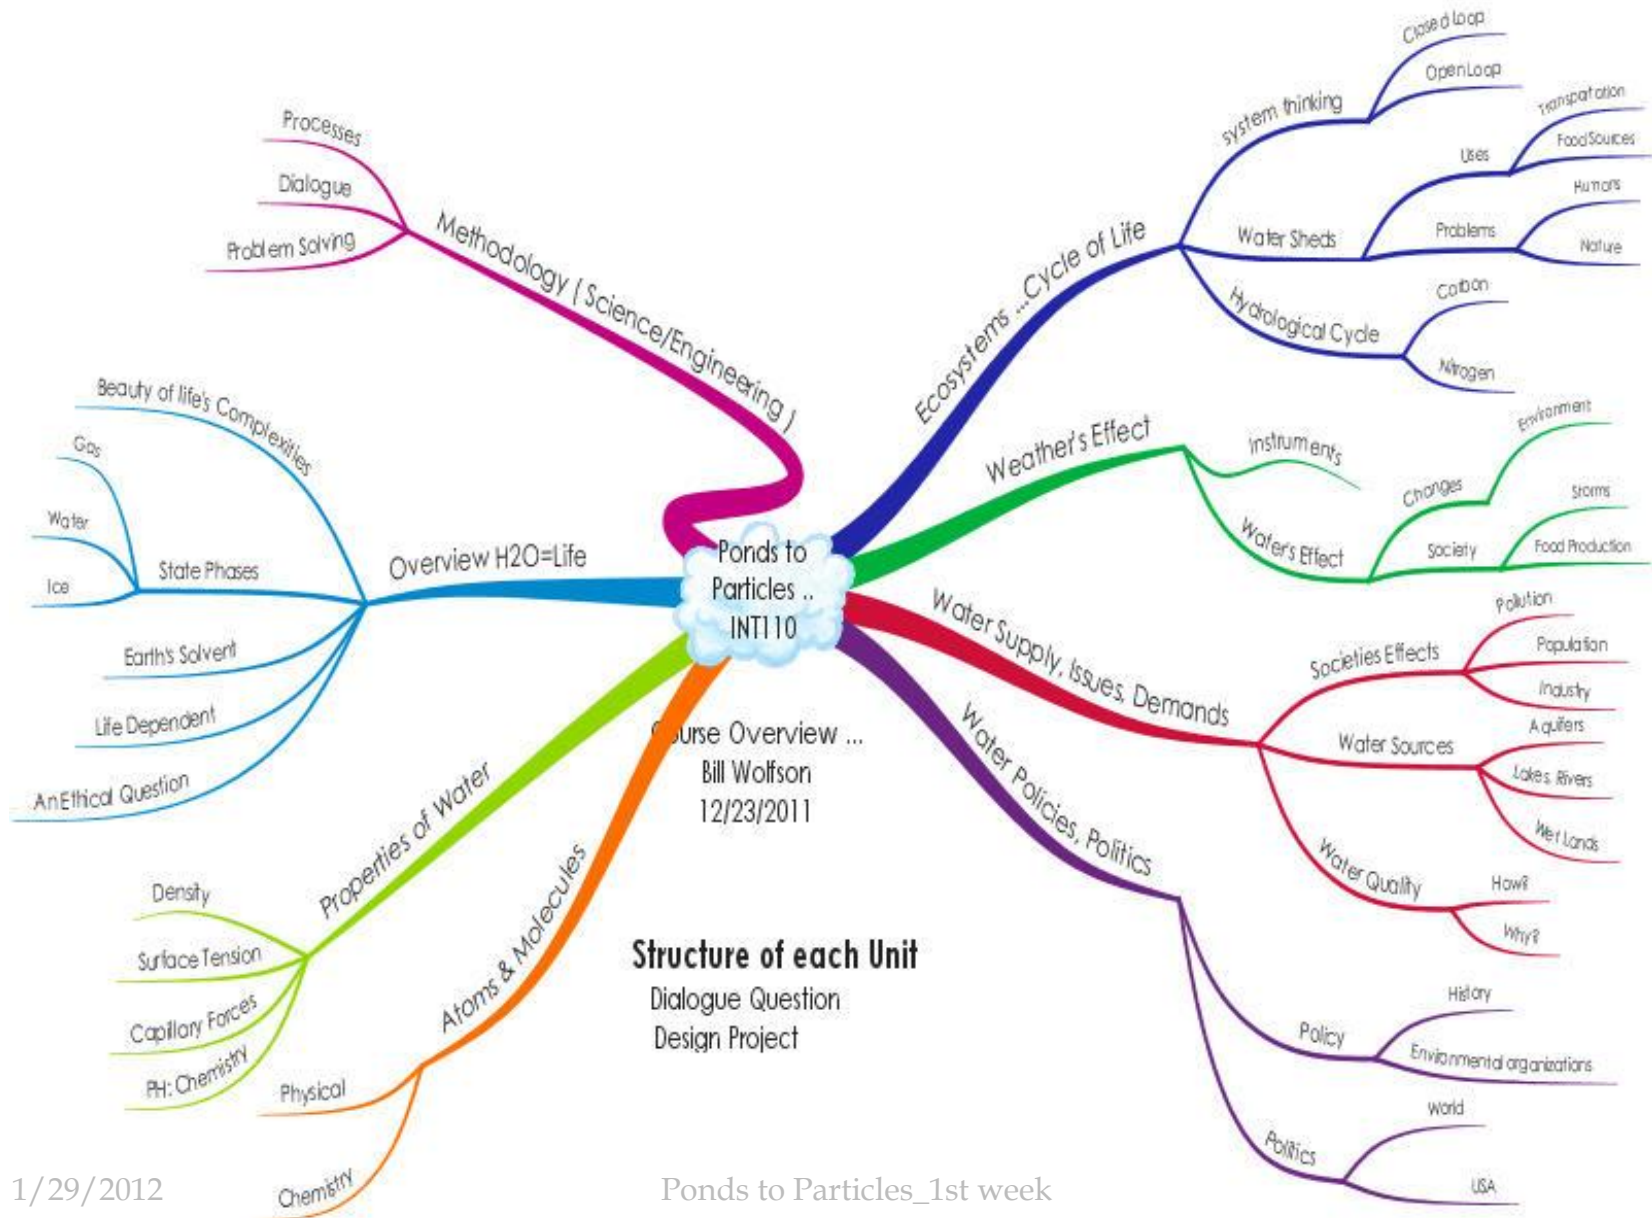 Ponds to
Particles ..
INT110
Course Overview ...
Bill Wolfson
12/23/2011
Structure of each Unit
Dialogue Question
Design Project
Methodology ( Science/Engineering )
Processes
Dialogue
Problem Solving
Overview H2O=Life
Beauty of life's Complexities
State Phases
Gas
Water
Ice
Earth's Solvent
Life Dependent
An Ethical Question
Properties of Water
Density
Surface Tension
Capillary Forces
PH: Chemistry
Atoms & Molecules
Physical
Chemistry
Ecosystems ...Cycle of Life
system thinking
Closed Loop
Open Loop
Water Sheds
Uses
Transportation
Food Sources
Problems
Humans
Nature
Hydrological Cycle
Carbon
Nitrogen
Weather's Effect
Instruments
Water's Effect
Changes
Environment
Society
Storms
Food Production
Water Supply, Issues, Demands
Societies Effects
Pollution
Population
Industry
Water Sources
Aquifers
Lakes, Rivers
Wet Lands
Water Quality
How?
Why?
Water Policies, Politics
Policy
History
Environmental organizations
Politics
World
USA
1/29/2012
Ponds to Particles_1st week